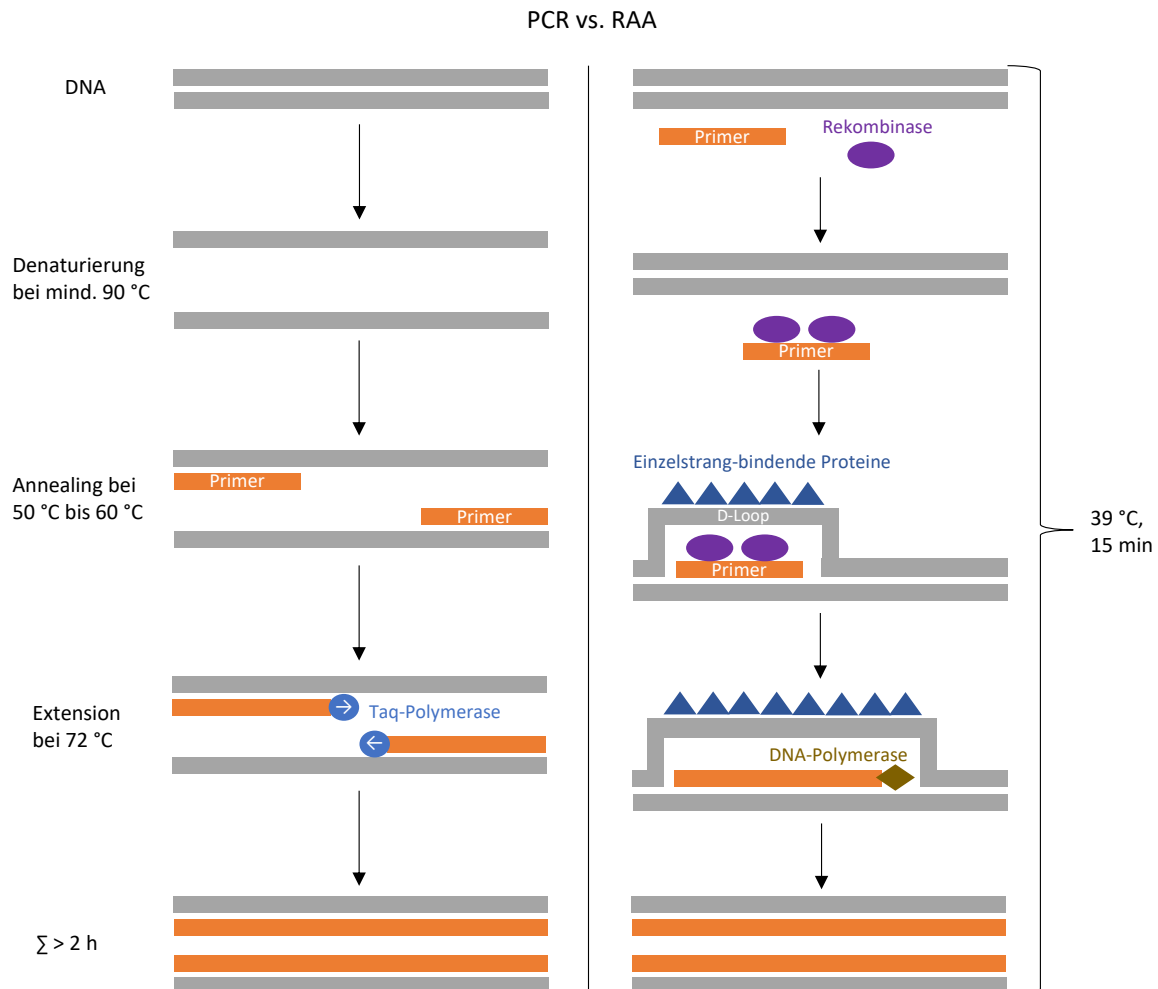 PCR vs. RAA
DNA
Denaturierung
bei mind. 90 °C
Primer
Annealing bei
50 °C bis 60 °C
Primer
Taq-Polymerase
Extension
bei 72 °C
∑ > 2 h
Rekombinase
Primer
Primer
Einzelstrang-bindende Proteine
D-Loop
Primer
DNA-Polymerase
39 °C,
15 min